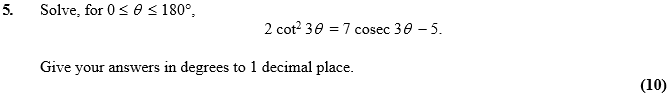 5. Solve, for 0 ≤ θ ≤ 180°,
2 cot² 3θ = 7 cosec 3θ − 5.
Give your answers in degrees to 1 decimal place.
(10)